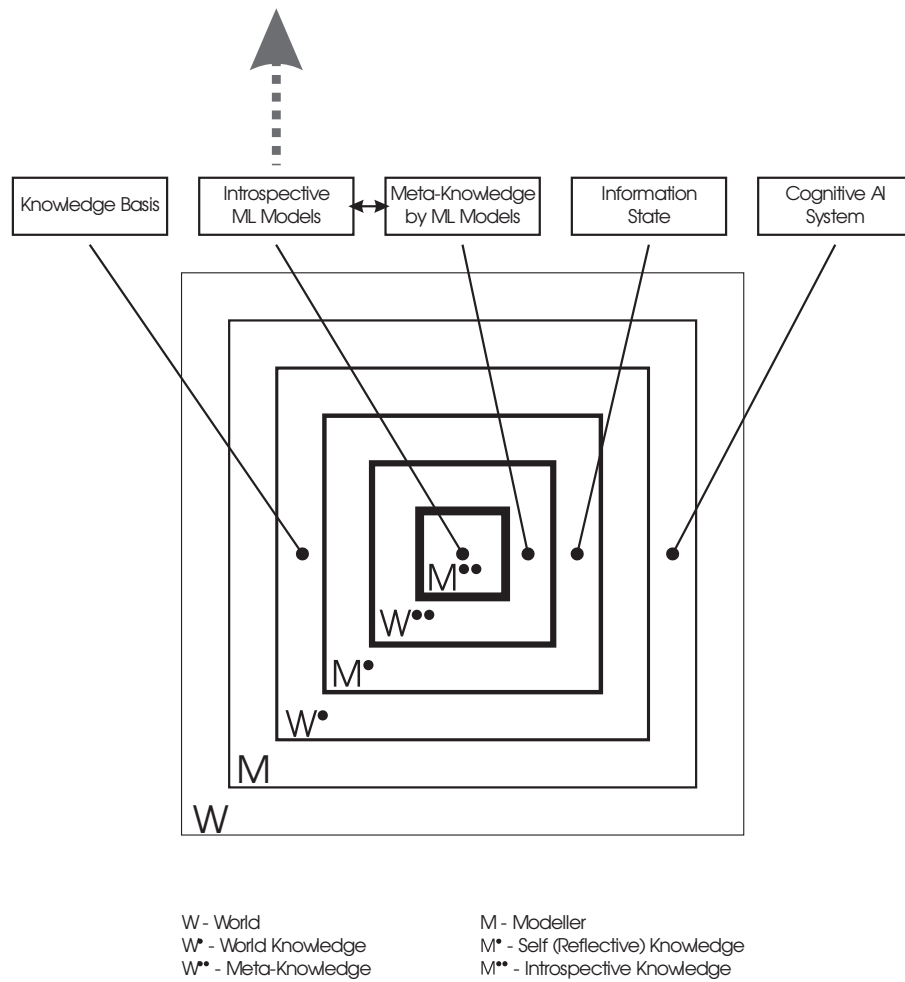 Knowledge Basis
Introspective
ML Models
Meta-Knowledge
by ML Models
Information
State
Cognitive AI
System
M••
W••
M•
W•
M
W
W - World
W• - World Knowledge
W•• - Meta-Knowledge
M - Modeller
M• - Self (Reflective) Knowledge
M•• - Introspective Knowledge